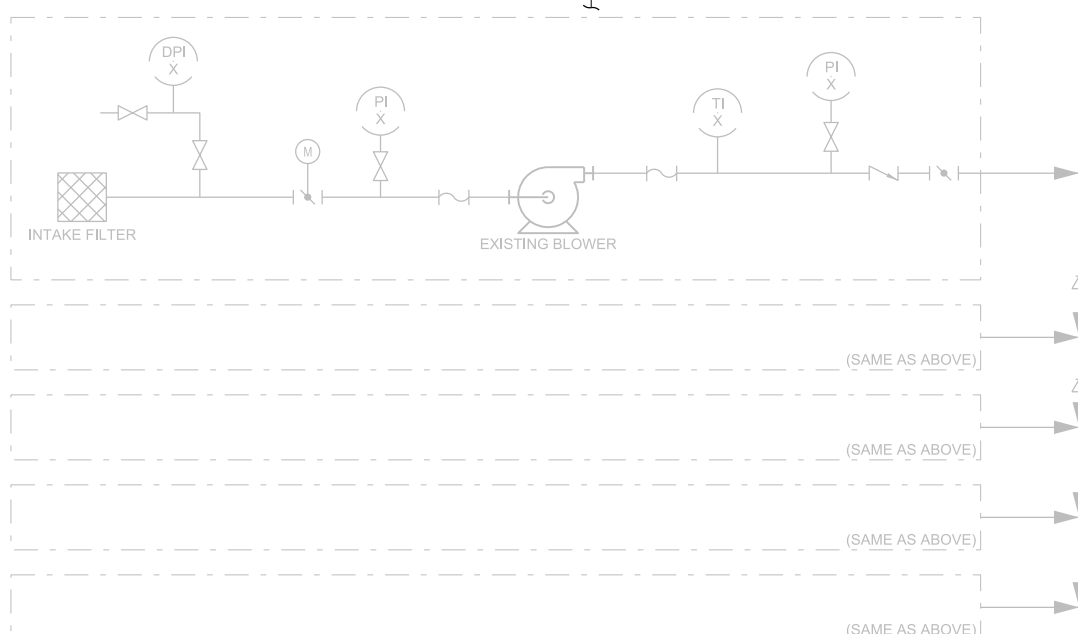 DPI
X
PI
X
TI
X
PI
X
M
INTAKE FILTER
EXISTING BLOWER
(SAME AS ABOVE)
(SAME AS ABOVE)
(SAME AS ABOVE)
(SAME AS ABOVE)